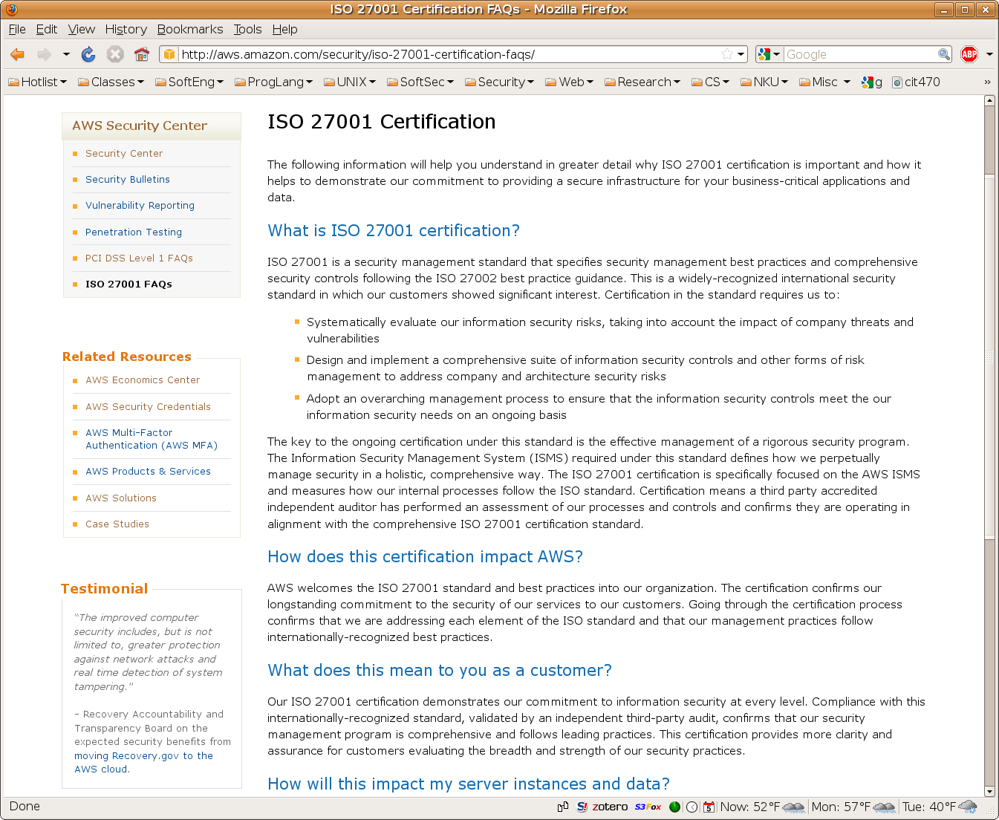 ISO 27001 Certification FAQs - Mozilla Firefox
File Edit View History Bookmarks Tools Help
http://aws.amazon.com/security/iso-27001-certification-faqs/
Google
ABP
Hotlist Classes SoftEng ProgLang UNIX SoftSec Security Web Research CS NKU Misc g cit470 »
AWS Security Center
Security Center
Security Bulletins
Vulnerability Reporting
Penetration Testing
PCI DSS Level 1 FAQs
ISO 27001 FAQs
Related Resources
AWS Economics Center
AWS Security Credentials
AWS Multi-Factor
Authentication (AWS MFA)
AWS Products & Services
AWS Solutions
Case Studies
Testimonial
“The improved computer
security includes, but is not
limited to, greater protection
against network attacks and
real time detection of system
tampering."
- Recovery Accountability and
Transparency Board on the
expected security benefits from
moving Recovery.gov to the
AWS cloud.
ISO 27001 Certification
The following information will help you understand in greater detail why ISO 27001 certification is important and how it
helps to demonstrate our commitment to providing a secure infrastructure for your business-critical applications and
data.
What is ISO 27001 certification?
ISO 27001 is a security management standard that specifies security management best practices and comprehensive
security controls following the ISO 27002 best practice guidance. This is a widely-recognized international security
standard in which our customers showed significant interest. Certification in the standard requires us to:
Systematically evaluate our information security risks, taking into account the impact of company threats and
vulnerabilities
Design and implement a comprehensive suite of information security controls and other forms of risk
management to address company and architecture security risks
Adopt an overarching management process to ensure that the information security controls meet the our
information security needs on an ongoing basis
The key to the ongoing certification under this standard is the effective management of a rigorous security program.
The Information Security Management System (ISMS) required under this standard defines how we perpetually
manage security in a holistic, comprehensive way. The ISO 27001 certification is specifically focused on the AWS ISMS
and measures how our internal processes follow the ISO standard. Certification means a third party accredited
independent auditor has performed an assessment of our processes and controls and confirms they are operating in
alignment with the comprehensive ISO 27001 certification standard.
How does this certification impact AWS?
AWS welcomes the ISO 27001 standard and best practices into our organization. The certification confirms our
longstanding commitment to the security of our services to our customers. Going through the certification process
confirms that we are addressing each element of the ISO standard and that our management practices follow
internationally-recognized best practices.
What does this mean to you as a customer?
Our ISO 27001 certification demonstrates our commitment to information security at every level. Compliance with this
internationally-recognized standard, validated by an independent third-party audit, confirms that our security
management program is comprehensive and follows leading practices. This certification provides more clarity and
assurance for customers evaluating the breadth and strength of our security practices.
How will this impact my server instances and data?
Done S! zotero S3Fox 5 Now: 52°F Mon: 57°F Tue: 40°F